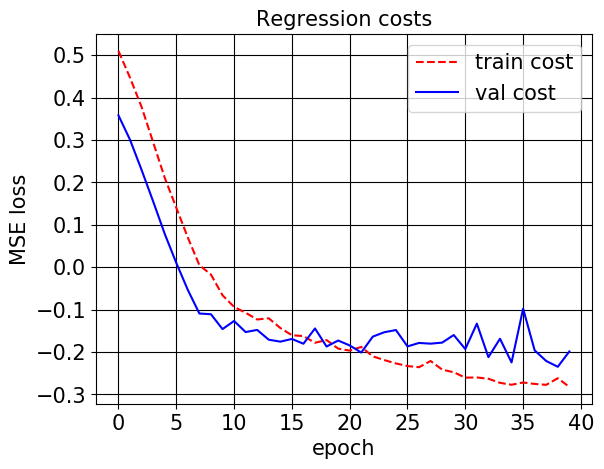 Regression costs
train cost
val cost
MSE loss
0.5
0.4
0.3
0.2
0.1
0.0
−0.1
−0.2
−0.3
0 5 10 15 20 25 30 35 40
epoch